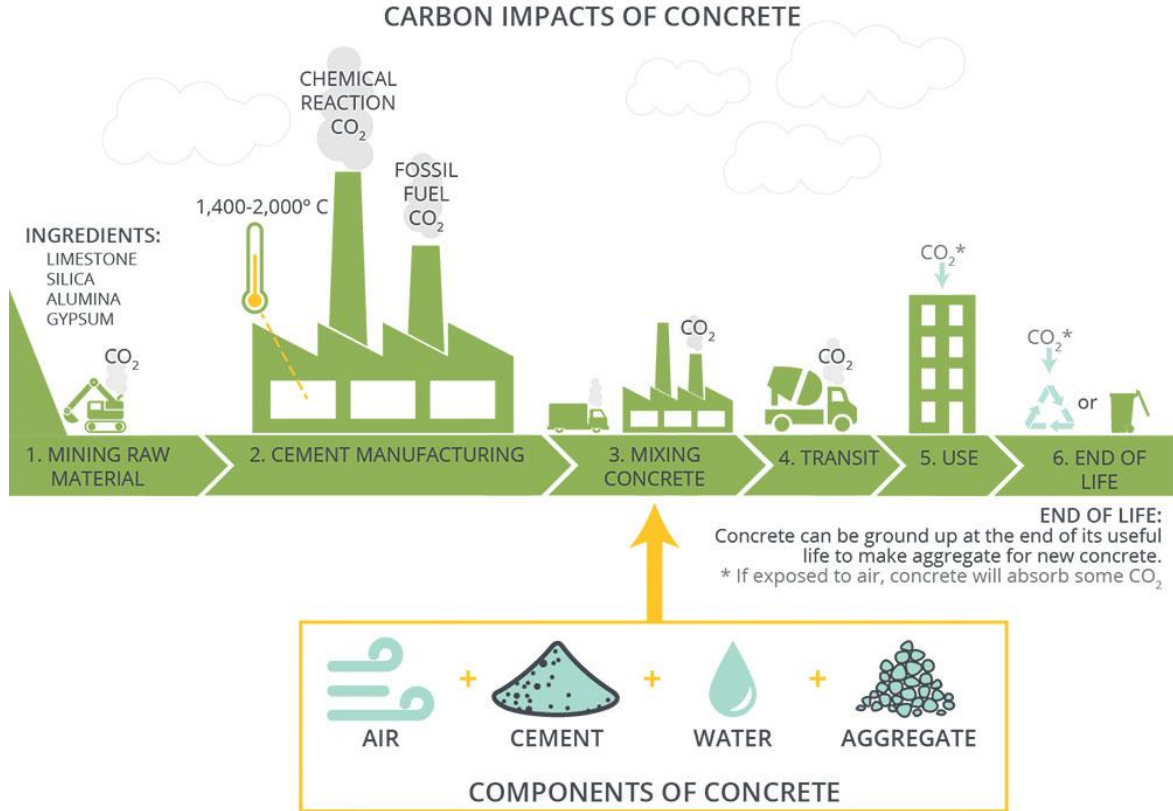 CARBON IMPACTS OF CONCRETE
CHEMICAL
REACTION
CO₂
FOSSIL
FUEL
CO₂
1,400-2,000° C
INGREDIENTS:
LIMESTONE
SILICA
ALUMINA
GYPSUM
CO₂
CO₂
CO₂
CO₂*
CO₂*
or
1. MINING RAW
MATERIAL
2. CEMENT MANUFACTURING
3. MIXING
CONCRETE
4. TRANSIT
5. USE
6. END OF
LIFE
END OF LIFE:
Concrete can be ground up at the end of its useful
life to make aggregate for new concrete.
* If exposed to air, concrete will absorb some CO₂
+
+
+
AIR
CEMENT
WATER
AGGREGATE
COMPONENTS OF CONCRETE